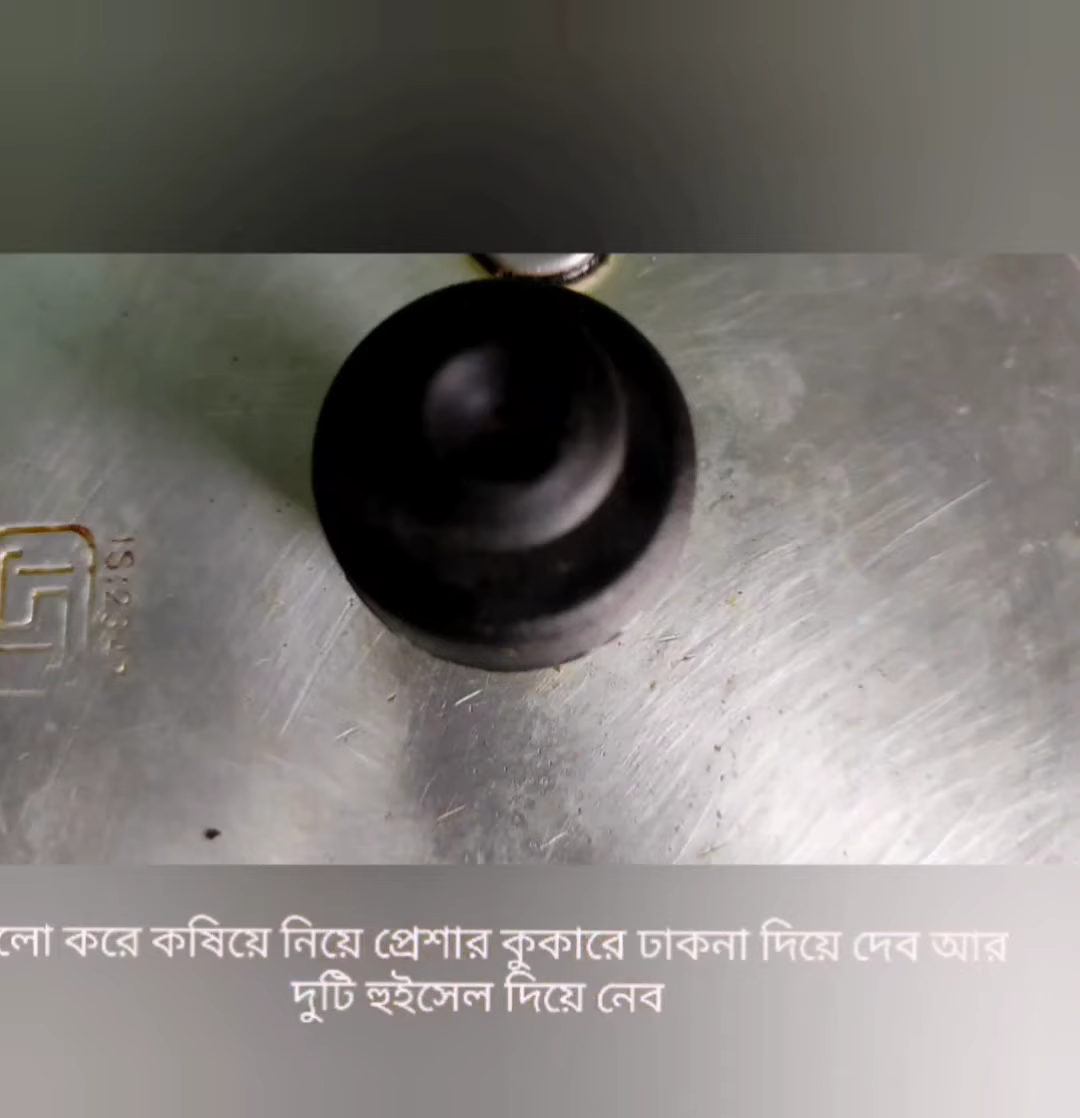 করে কষিয়ে নিয়ে প্রেশার কুকারে ঢাকনা দিয়ে দেব আর
দুটি হুইসেল দিয়ে নেব